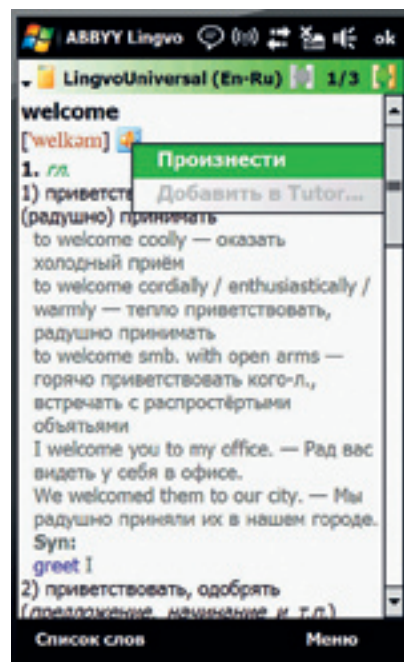 ABBYY Lingvo ok
LingvoUniversal (En-Ru) 1/3
welcome
['welkəm]
Произнести
1. гл.
Добавить в Tutor...
1) приветств
(радушно) принимать
to welcome coolly — оказать
холодный приём
to welcome cordially / enthusiastically /
warmly — тепло приветствовать,
радушно принимать
to welcome smb. with open arms —
горячо приветствовать кого-л.,
встречать с распростёртыми
объятьями
I welcome you to my office. — Рад вас
видеть у себя в офисе.
We welcomed them to our city. — Мы
радушно приняли их в нашем городе.
Syn:
greet I
2) приветствовать, одобрять
(предложение, начинание и т.п.)
Список слов Меню